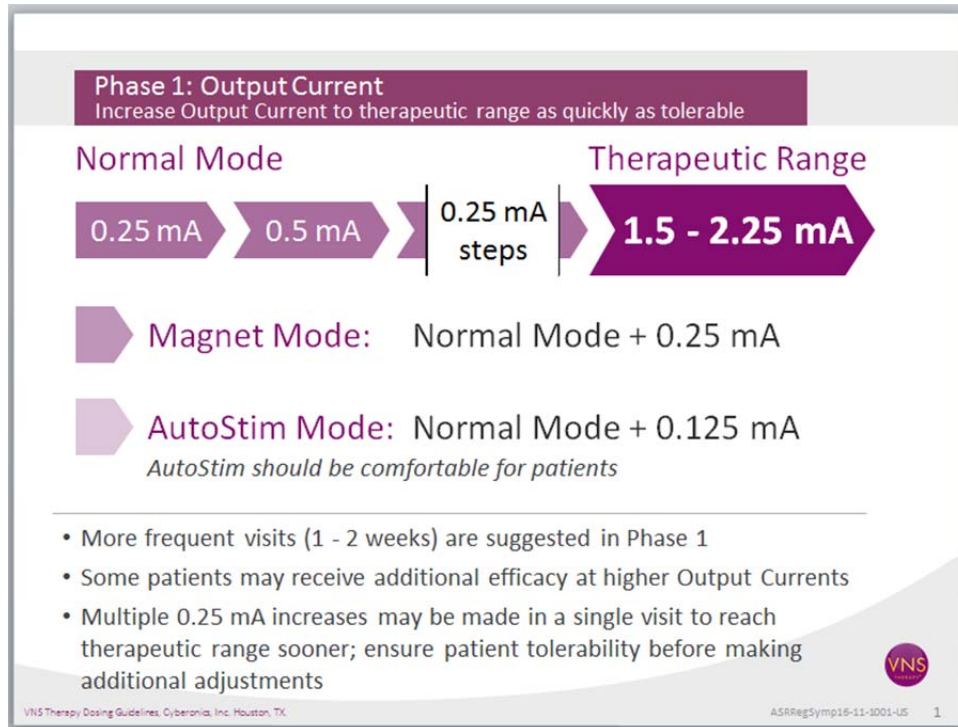 Phase 1: Output Current
Increase Output Current to therapeutic range as quickly as tolerable
Normal Mode
Therapeutic Range
0.25 mA
0.5 mA
0.25 mA
steps
1.5 - 2.25 mA
Magnet Mode: Normal Mode + 0.25 mA
AutoStim Mode: Normal Mode + 0.125 mA
AutoStim should be comfortable for patients
• More frequent visits (1 - 2 weeks) are suggested in Phase 1
• Some patients may receive additional efficacy at higher Output Currents
• Multiple 0.25 mA increases may be made in a single visit to reach
therapeutic range sooner; ensure patient tolerability before making
additional adjustments
VNS
THERAPY
VNS Therapy Dosing Guidelines, Cyberonics, Inc. Houston, TX.
ASRRegSymp16-11-1001-US 1